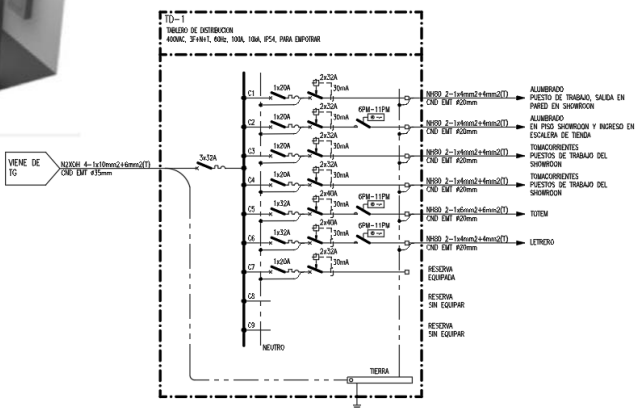 TD-1
TABLERO DE DISTRIBUCION
400VAC, 3F+N+T, 60Hz, 100A, 10kA, IP54, PARA EMPOTRAR
VIENE DE
TG
N2XOH 4-1x10mm2+6mm2(T)
CND EMT ø35mm
3x32A
C1
1x20A
2x32A
30mA
NH80 2-1x4mm2+4mm2(T)
CND EMT ø20mm
ALUMBRADO
PUESTO DE TRABAJO, SALIDA EN
PARED EN SHOWROON
C2
1x20A
2x32A
30mA
6PM-11PM
NH80 2-1x4mm2+4mm2(T)
CND EMT ø20mm
ALUMBRADO
EN PISO SHOWROON Y INGRESO EN
ESCALERA DE TIENDA
C3
1x20A
2x32A
30mA
NH80 2-1x4mm2+4mm2(T)
CND EMT ø20mm
TOMACORRIENTES
PUESTOS DE TRABAJO DEL
SHOWROOM
C4
1x20A
2x32A
30mA
NH80 2-1x4mm2+4mm2(T)
CND EMT ø20mm
TOMACORRIENTES
PUESTOS DE TRABAJO DEL
SHOWROOM
C5
1x32A
2x40A
30mA
6PM-11PM
NH80 2-1x6mm2+6mm2(T)
CND EMT ø20mm
TOTEM
C6
1x32A
2x40A
30mA
6PM-11PM
NH80 2-1x4mm2+4mm2(T)
CND EMT ø20mm
LETRERO
C7
1x20A
2x32A
30mA
RESERVA
EQUIPADA
C8
RESERVA
SIN EQUIPAR
C9
RESERVA
SIN EQUIPAR
NEUTRO
TIERRA